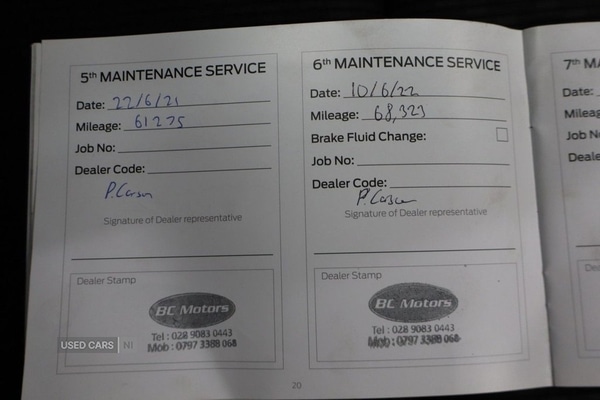 5th MAINTENANCE SERVICE
Date: 22/6/21
Mileage: 61275
Job No:
Dealer Code:
P. Carson
Signature of Dealer representative
Dealer Stamp
BC Motors
Tel : 028 9083 0443
Mob : 0797 3388 068
USED CARS NI
6th MAINTENANCE SERVICE
Date: 10/6/22
Mileage: 68,323
Brake Fluid Change:
Job No:
Dealer Code:
Signature of Dealer representative
Dealer Stamp
BC Motors
Tel : 028 9083 0443
Mob : 0797 3388 068
20
7th M
Date:
Mileag
Job N
Deale
De